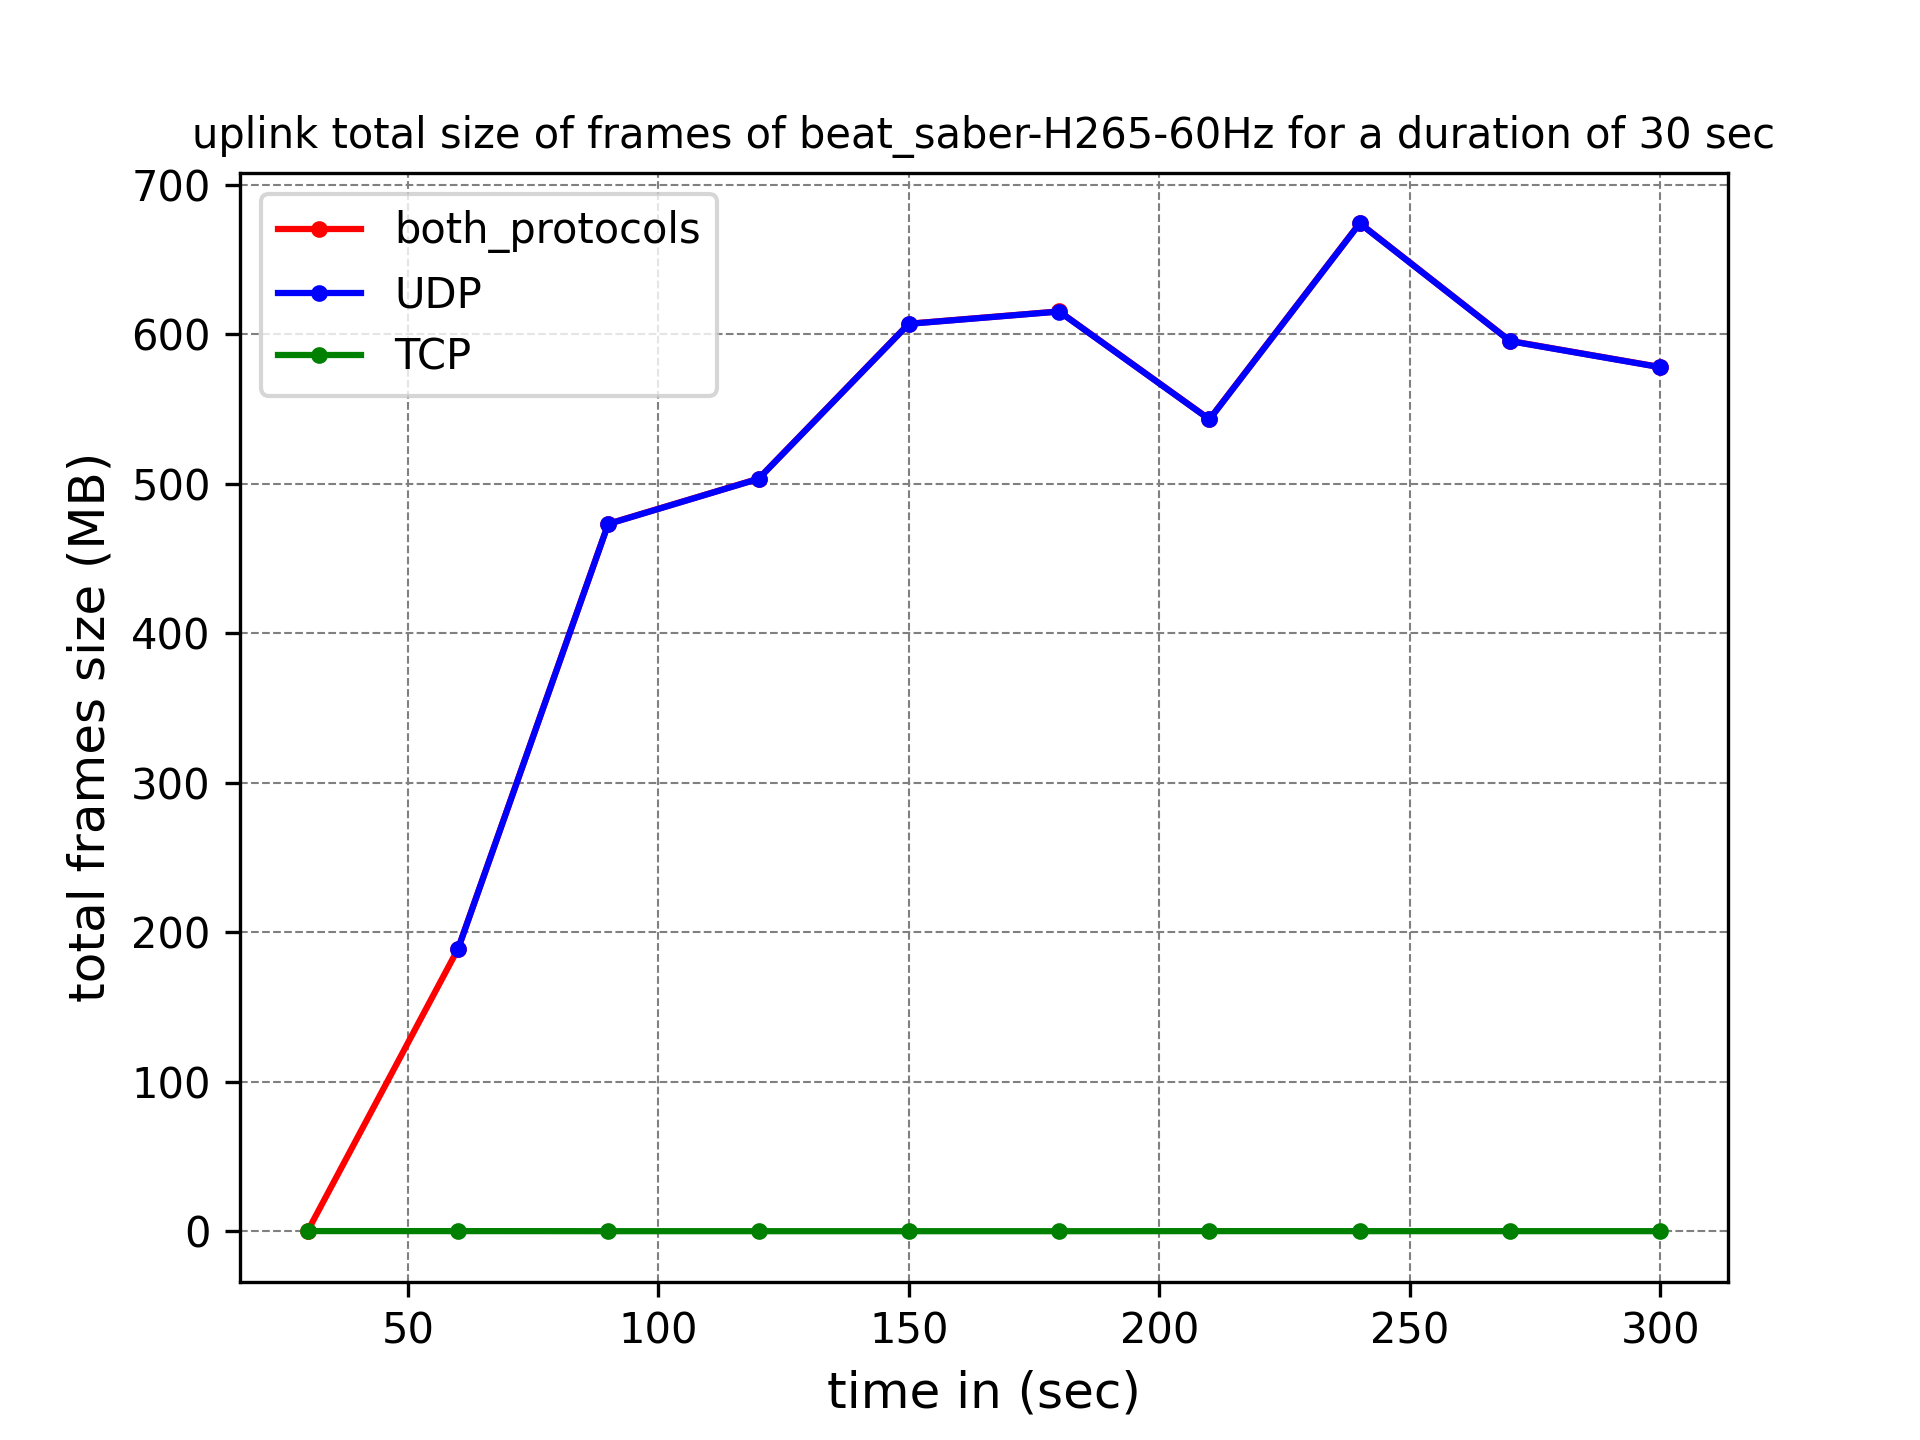 uplink total size of frames of beat_saber-H265-60Hz for a duration of 30 sec
both_protocols
UDP
TCP
total frames size (MB)
700
600
500
400
300
200
100
0
50 100 150 200 250 300
time in (sec)